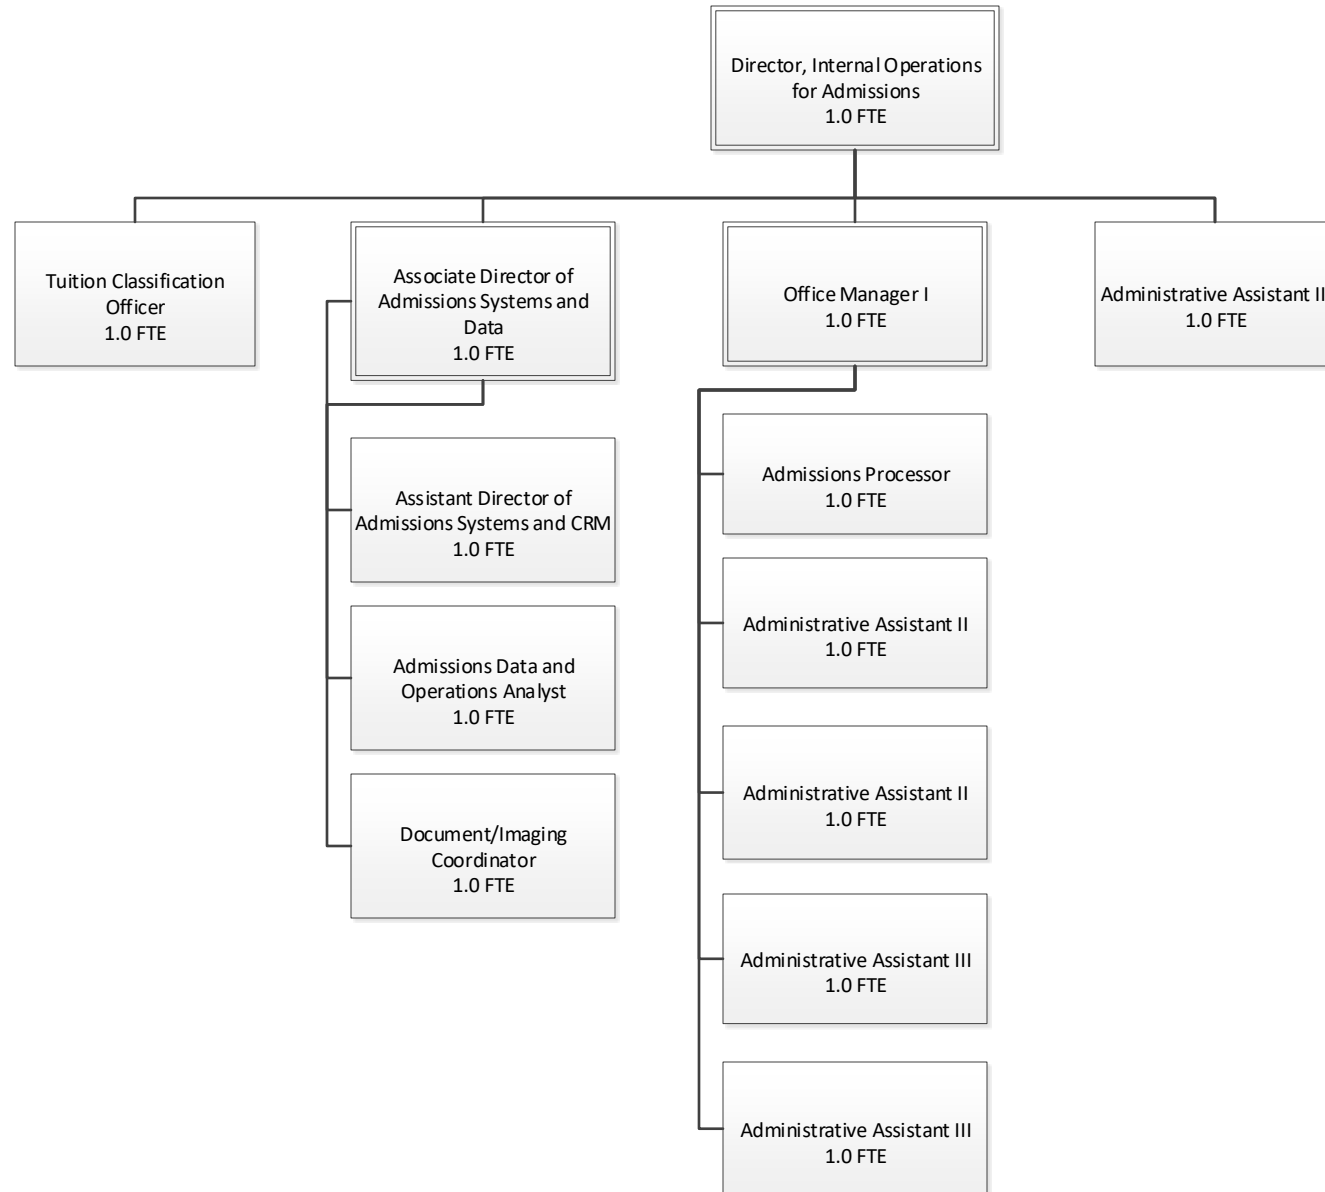 Director, Internal Operations
for Admissions
1.0 FTE
Tuition Classification
Officer
1.0 FTE
Associate Director of
Admissions Systems and
Data
1.0 FTE
Office Manager I
1.0 FTE
Administrative Assistant II
1.0 FTE
Assistant Director of
Admissions Systems and CRM
1.0 FTE
Admissions Data and
Operations Analyst
1.0 FTE
Document/Imaging
Coordinator
1.0 FTE
Admissions Processor
1.0 FTE
Administrative Assistant II
1.0 FTE
Administrative Assistant II
1.0 FTE
Administrative Assistant III
1.0 FTE
Administrative Assistant III
1.0 FTE